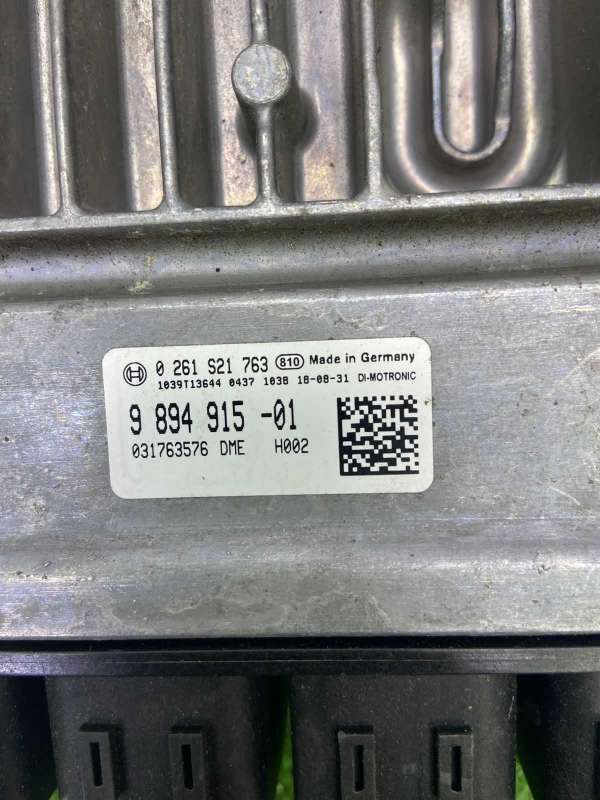 0 261 S21 763 810 Made in Germany
1039T13644 0437 103B 18-08-31 DI-MOTRONIC
9 894 915 -01
031763576 DME H002